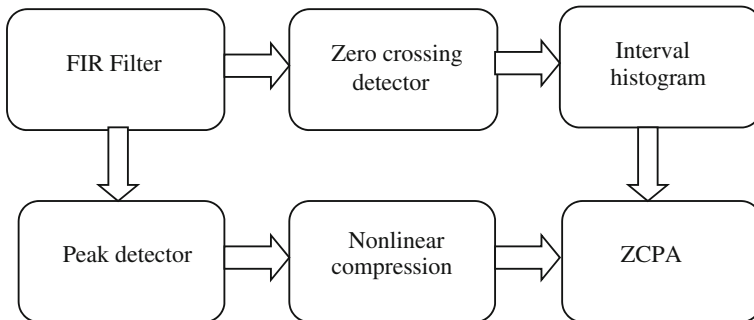 FIR Filter
Zero crossing
detector
Interval
histogram
Peak detector
Nonlinear
compression
ZCPA